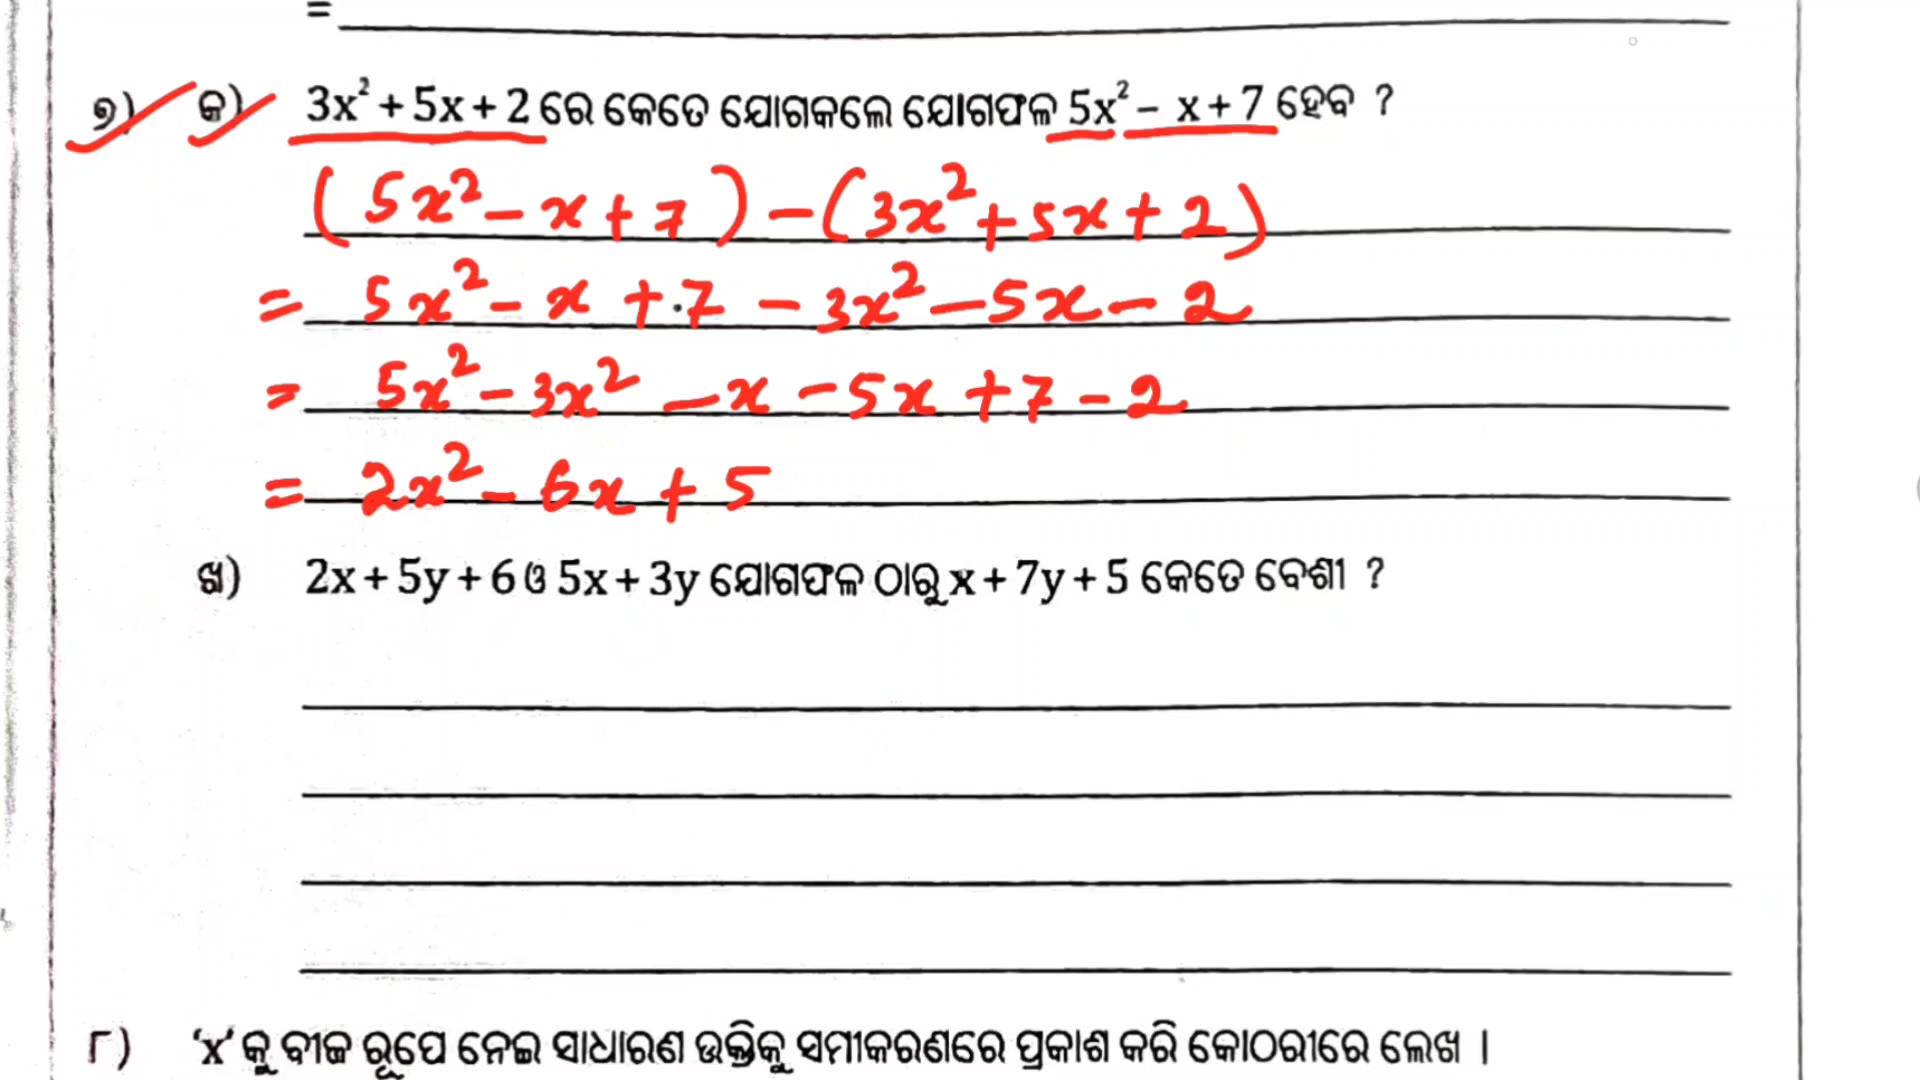 =
୭) କ) 3x² + 5x + 2 ରେ କେତେ ଯୋଗକଲେ ଯୋଗଫଳ 5x² – x + 7 ହେବ ?
(5x² - x + 7) - (3x² + 5x + 2)
= 5x² - x + 7 - 3x² - 5x - 2
= 5x² - 3x² - x - 5x + 7 - 2
= 2x² - 6x + 5
ଖ) 2x + 5y + 6 ଓ 5x + 3y ଯୋଗଫଳ ଠାରୁ x + 7y + 5 କେତେ ବେଶୀ ?
୮) ‘x’ କୁ ବୀଜ ରୂପେ ନେଇ ସାଧାରଣ ଉକ୍ତିକୁ ସମୀକରଣରେ ପ୍ରକାଶ କରି କୋଠରୀରେ ଲେଖ ।